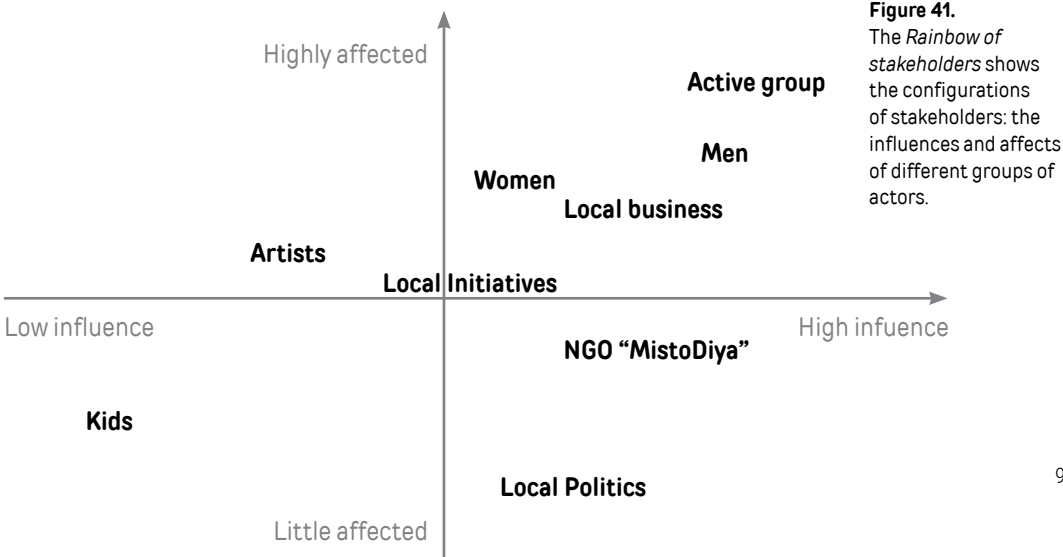 Figure 41.
The Rainbow of
stakeholders shows
the configurations
of stakeholders: the
influences and affects
of different groups of
actors.
Highly affected
Active group
Men
Women
Local business
Artists
Local Initiatives
Low influence
High infuence
NGO “MistoDiya”
Kids
Local Politics
Little affected
9